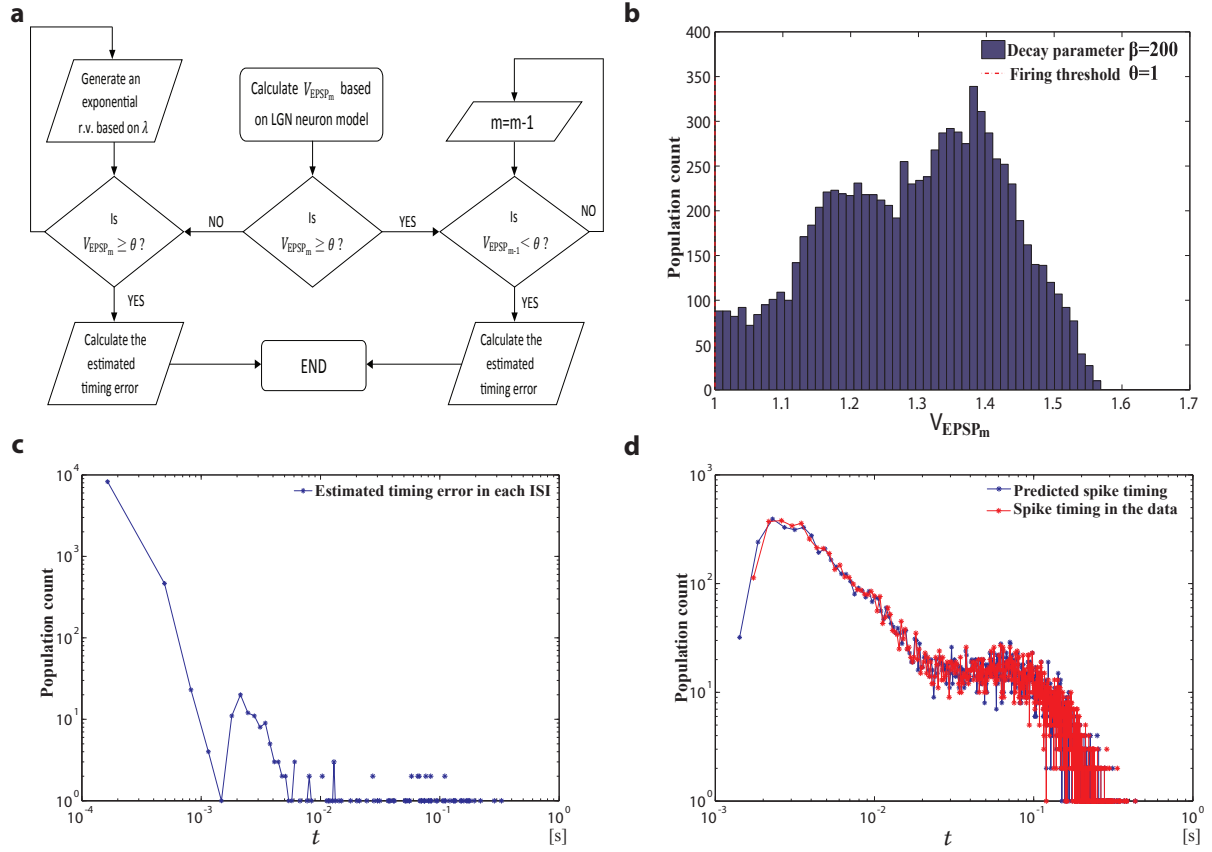 a
Generate an
exponential
r.v. based on λ
Calculate V_EPSP_m based
on LGN neuron model
m=m-1
Is
V_EPSP_m ≥ θ ?
NO
Is
V_EPSP_m ≥ θ ?
YES
Is
V_EPSP_m-1 < θ ?
NO
YES
YES
Calculate the
estimated
timing error
END
Calculate the
estimated
timing error
b
Decay parameter β=200
Firing threshold θ=1
Population count
400
350
300
250
200
150
100
50
0
1
1.1
1.2
1.3
1.4
1.5
1.6
1.7
V_EPSP_m
c
Estimated timing error in each ISI
Population count
10^4
10^3
10^2
10^1
10^0
10^-4
10^-3
10^-2
10^-1
10^0
t
[s]
d
Predicted spike timing
Spike timing in the data
Population count
10^3
10^2
10^1
10^0
10^-3
10^-2
10^-1
10^0
t
[s]